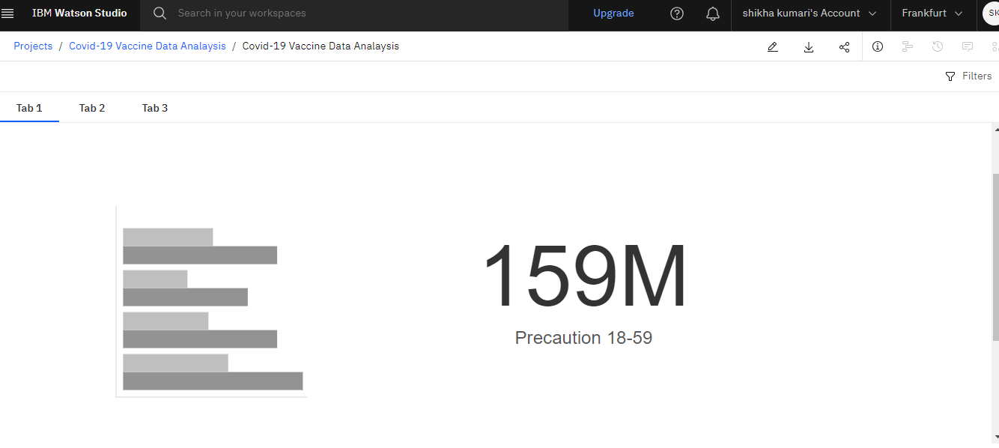 IBM Watson Studio Search in your workspaces Upgrade shikha kumari's Account Frankfurt SK
Projects / Covid-19 Vaccine Data Analaysis / Covid-19 Vaccine Data Analaysis
Filters
Tab 1 Tab 2 Tab 3
159M
Precaution 18-59